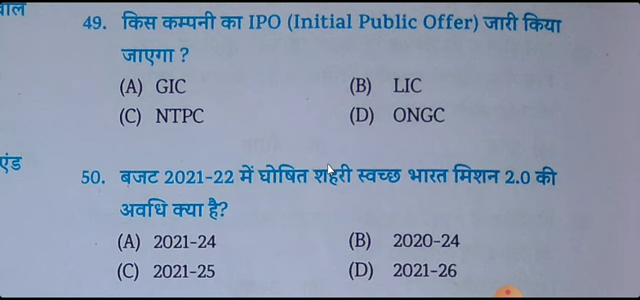 वाल
49. किस कम्पनी का IPO (Initial Public Offer) जारी किया
जाएगा ?
(A) GIC (B) LIC
(C) NTPC (D) ONGC
एंड
50. बजट 2021-22 में घोषित शहरी स्वच्छ भारत मिशन 2.0 की
अवधि क्या है?
(A) 2021-24 (B) 2020-24
(C) 2021-25 (D) 2021-26